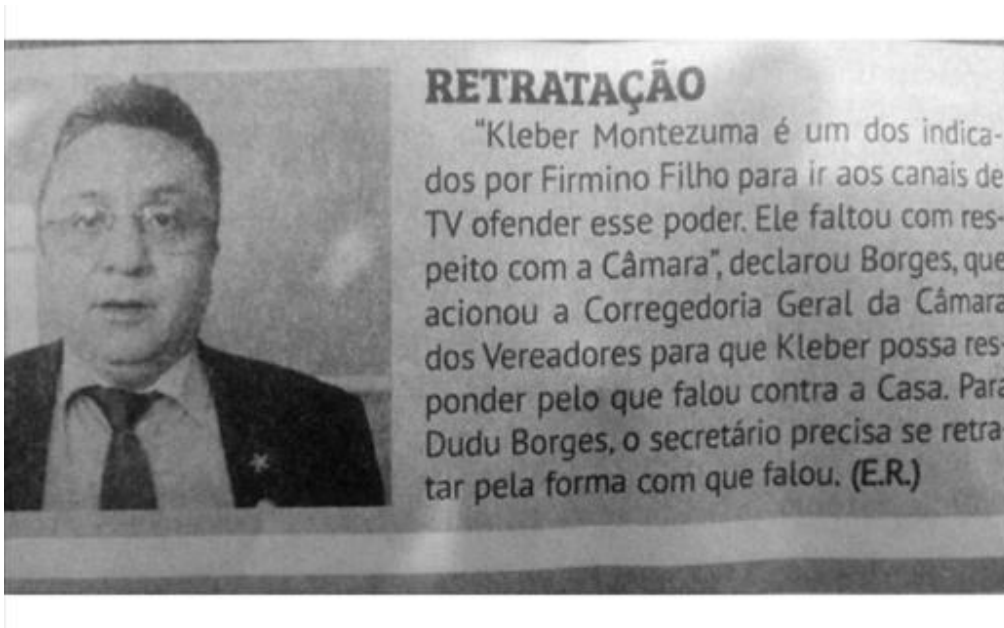 RETRATAÇÃO
“Kleber Montezuma é um dos indica-
dos por Firmino Filho para ir aos canais de
TV ofender esse poder. Ele faltou com res-
peito com a Câmara”, declarou Borges, que
acionou a Corregedoria Geral da Câmara
dos Vereadores para que Kleber possa res-
ponder pelo que falou contra a Casa. Para
Dudu Borges, o secretário precisa se retra-
tar pela forma com que falou. (E.R.)